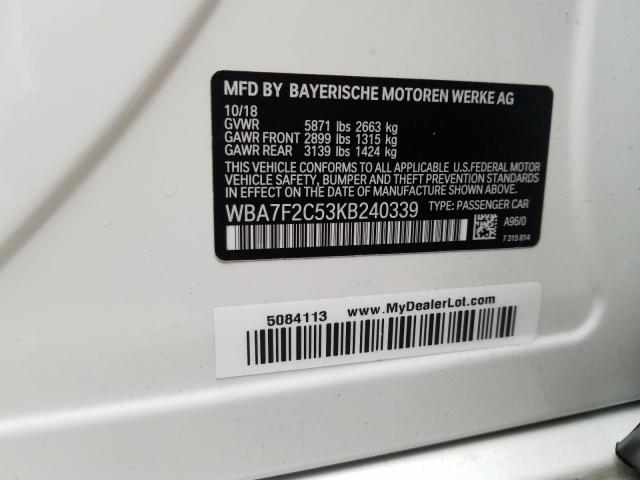 MFD BY BAYERISCHE MOTOREN WERKE AG
10/18
GVWR 5871 lbs 2663 kg
GAWR FRONT 2899 lbs 1315 kg
GAWR REAR 3139 lbs 1424 kg
THIS VEHICLE CONFORMS TO ALL APPLICABLE U.S.FEDERAL MOTOR
VEHICLE SAFETY, BUMPER AND THEFT PREVENTION STANDARDS IN
EFFECT ON THE DATE OF MANUFACTURE SHOWN ABOVE.
WBA7F2C53KB240339 TYPE: PASSENGER CAR
A96/0
7 315 814
5084113 www.MyDealerLot.com